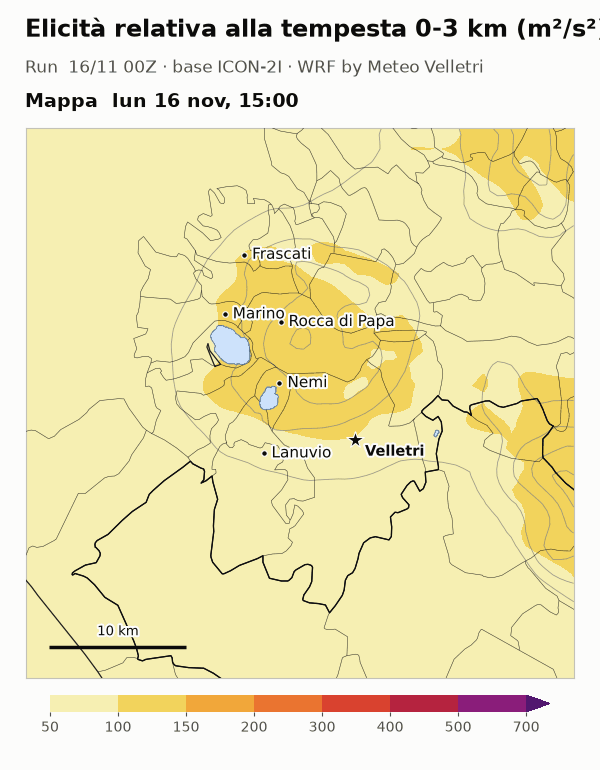 Elicità relativa alla tempesta 0-3 km (m²/s²)
Run  16/11 00Z · base ICON-2I · WRF by Meteo Velletri
Mappa  lun 16 nov, 15:00
Frascati
Marino
Rocca di Papa
Nemi
Velletri
Lanuvio
10 km
50 100 150 200 300 400 500 700